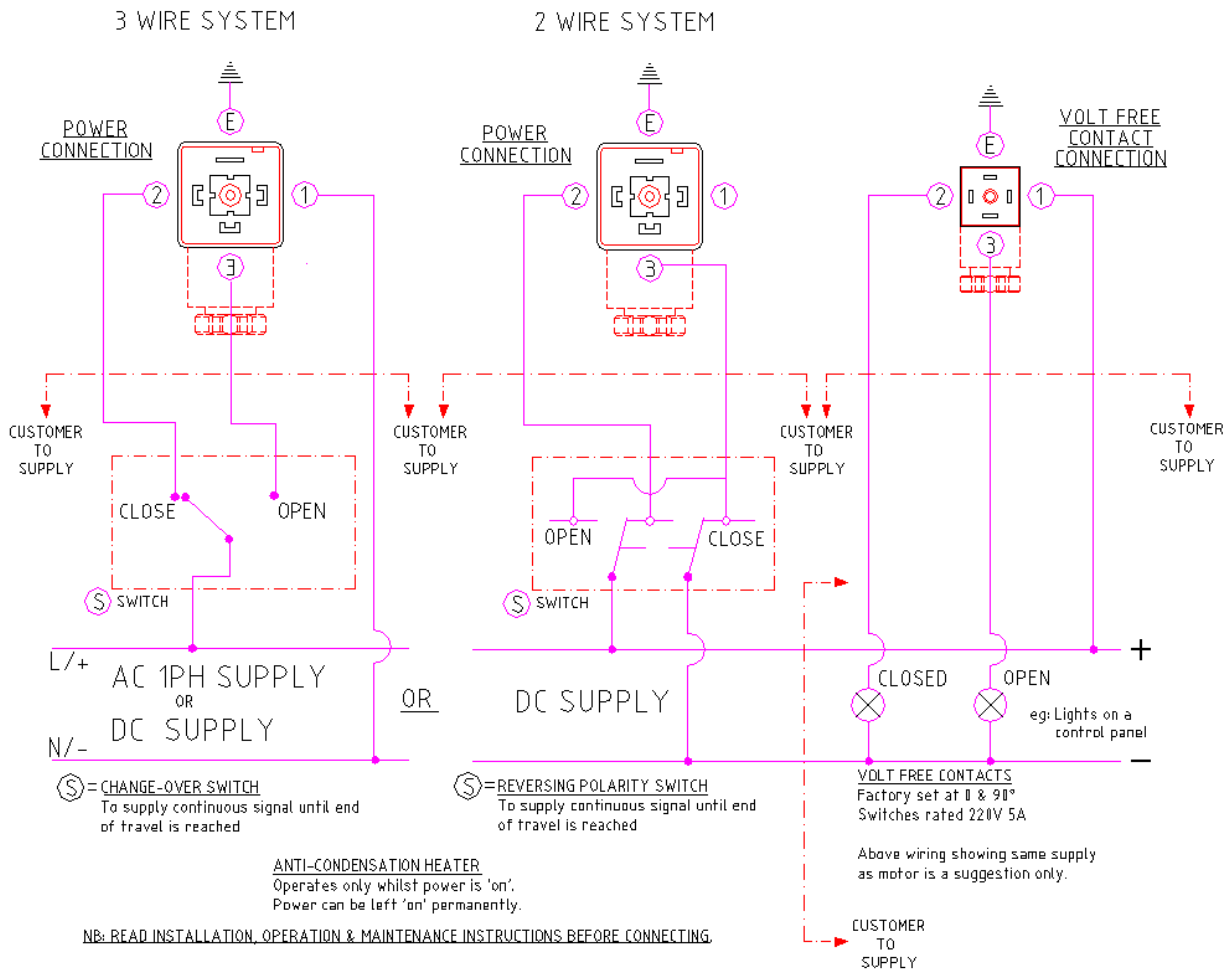 3 WIRE SYSTEM
2 WIRE SYSTEM
POWER
CONNECTION
E
2
1
3
POWER
CONNECTION
E
2
1
3
VOLT FREE
CONTACT
CONNECTION
E
2
1
3
CUSTOMER
TO
SUPPLY
CUSTOMER
TO
SUPPLY
CUSTOMER
TO
SUPPLY
CUSTOMER
TO
SUPPLY
CLOSE
OPEN
S SWITCH
OPEN
CLOSE
S SWITCH
L/+
AC 1PH SUPPLY
OR
DC SUPPLY
N/-
OR
DC SUPPLY
+
CLOSED
OPEN
eg: Lights on a
control panel
−
S = CHANGE-OVER SWITCH
To supply continuous signal until end
of travel is reached
S = REVERSING POLARITY SWITCH
To supply continuous signal until end
of travel is reached
VOLT FREE CONTACTS
Factory set at 0 & 90°
Switches rated 220V 5A
Above wiring showing same supply
as motor is a suggestion only.
ANTI-CONDENSATION HEATER
Operates only whilst power is 'on'.
Power can be left 'on' permanently.
NB: READ INSTALLATION, OPERATION & MAINTENANCE INSTRUCTIONS BEFORE CONNECTING.
CUSTOMER
TO
SUPPLY